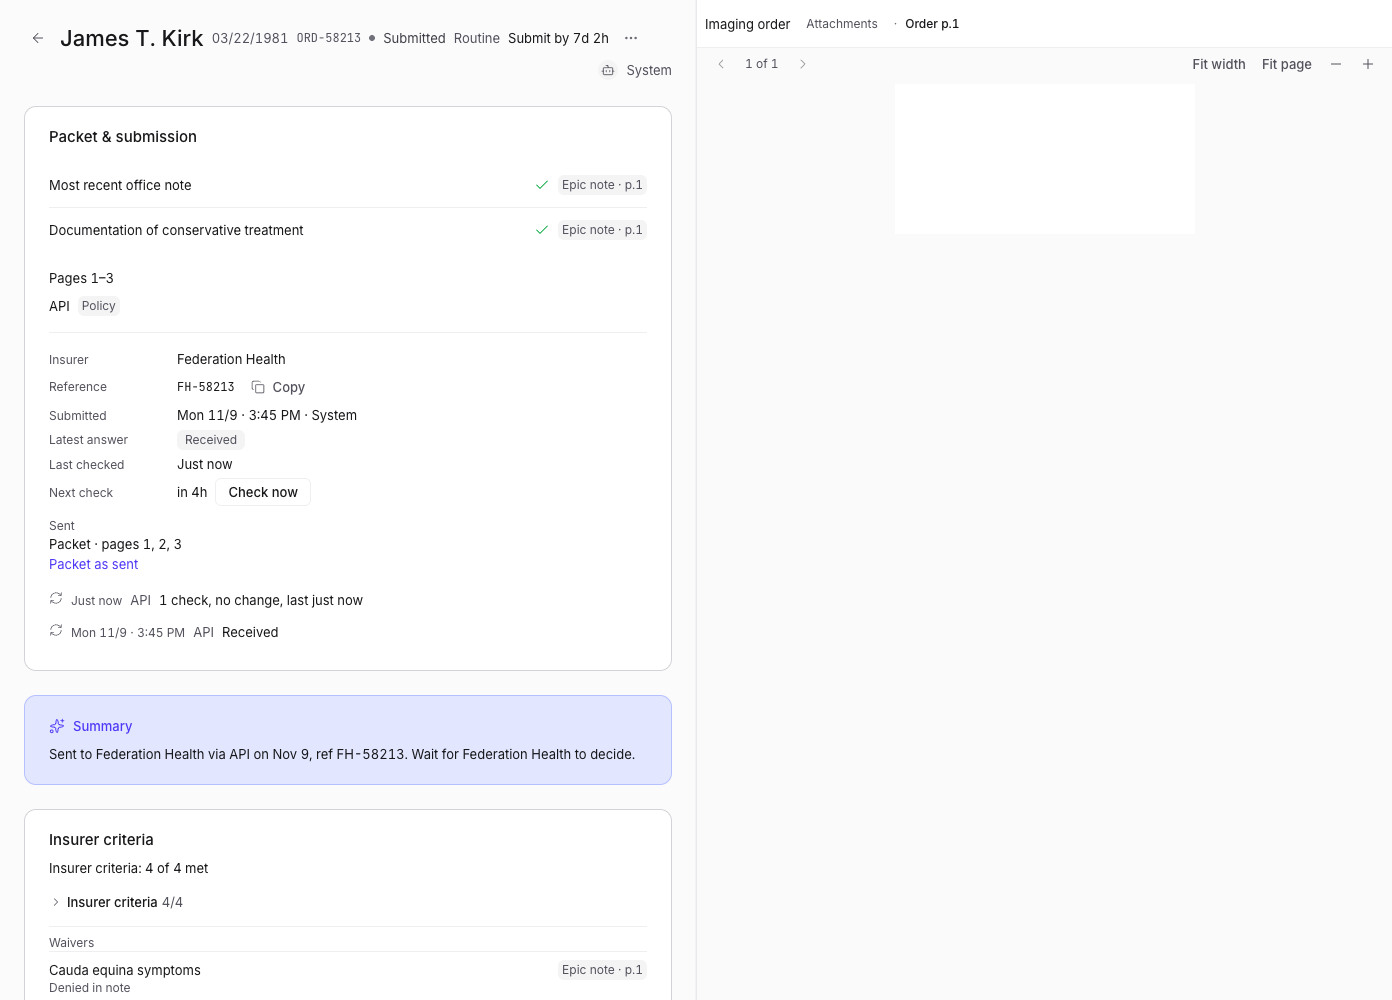 James T. Kirk 03/22/1981 ORD-58213 • Submitted Routine Submit by 7d 2h ···
System
Packet & submission
Most recent office note Epic note · p.1
Documentation of conservative treatment Epic note · p.1
Pages 1–3
API Policy
Insurer Federation Health
Reference FH-58213 Copy
Submitted Mon 11/9 · 3:45 PM · System
Latest answer Received
Last checked Just now
Next check in 4h Check now
Sent
Packet · pages 1, 2, 3
Packet as sent
Just now API 1 check, no change, last just now
Mon 11/9 · 3:45 PM API Received
Summary
Sent to Federation Health via API on Nov 9, ref FH-58213. Wait for Federation Health to decide.
Insurer criteria
Insurer criteria: 4 of 4 met
Insurer criteria 4/4
Waivers
Cauda equina symptoms Epic note · p.1
Denied in note
Imaging order Attachments · Order p.1
1 of 1 Fit width Fit page